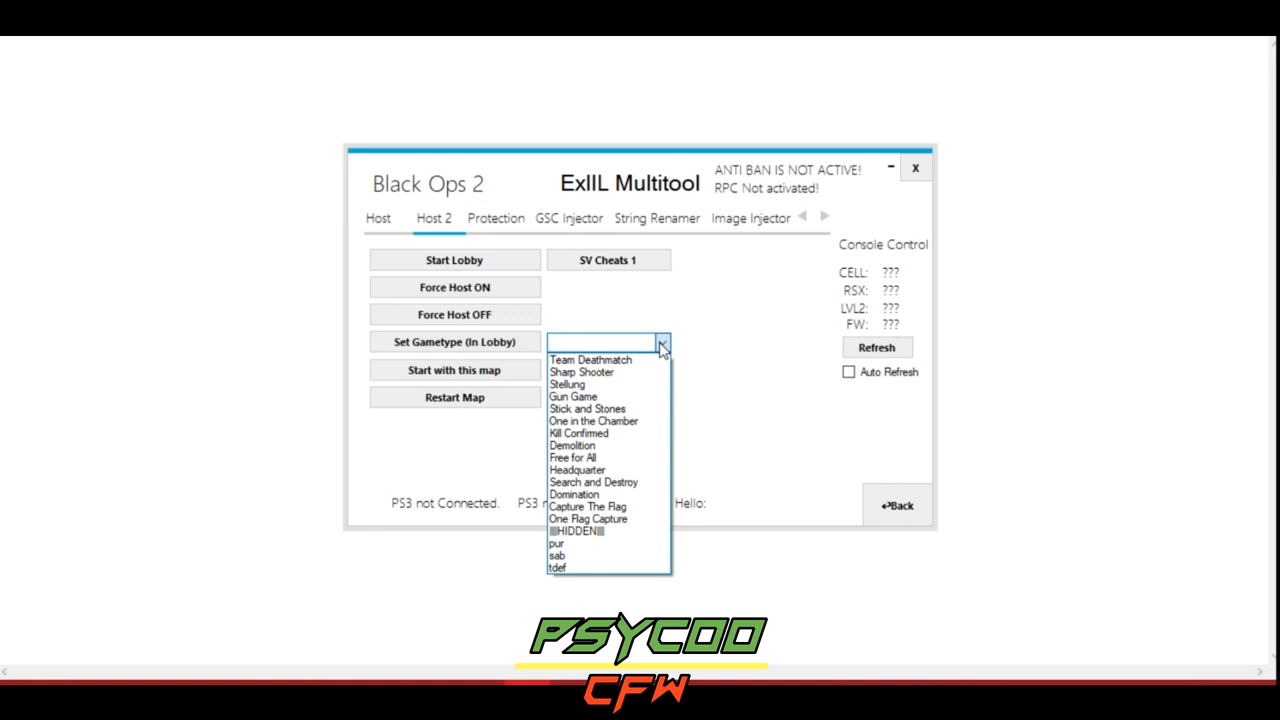 Black Ops 2
ExIIL Multitool
ANTI BAN IS NOT ACTIVE!
RPC Not activated!
- X
Host Host 2 Protection GSC Injector String Renamer Image Injector
Start Lobby
SV Cheats 1
Force Host ON
Force Host OFF
Set Gametype (In Lobby)
Start with this map
Restart Map
Team Deathmatch
Sharp Shooter
Stellung
Gun Game
Stick and Stones
One in the Chamber
Kill Confirmed
Demolition
Free for All
Headquarter
Search and Destroy
Domination
Capture The Flag
One Flag Capture
HIDDEN
pur
sab
tdef
Console Control
CELL: ???
RSX: ???
LVL2: ???
FW: ???
Refresh
Auto Refresh
PS3 not Connected. PS3 Hello:
Back
PSYCOO
CFW